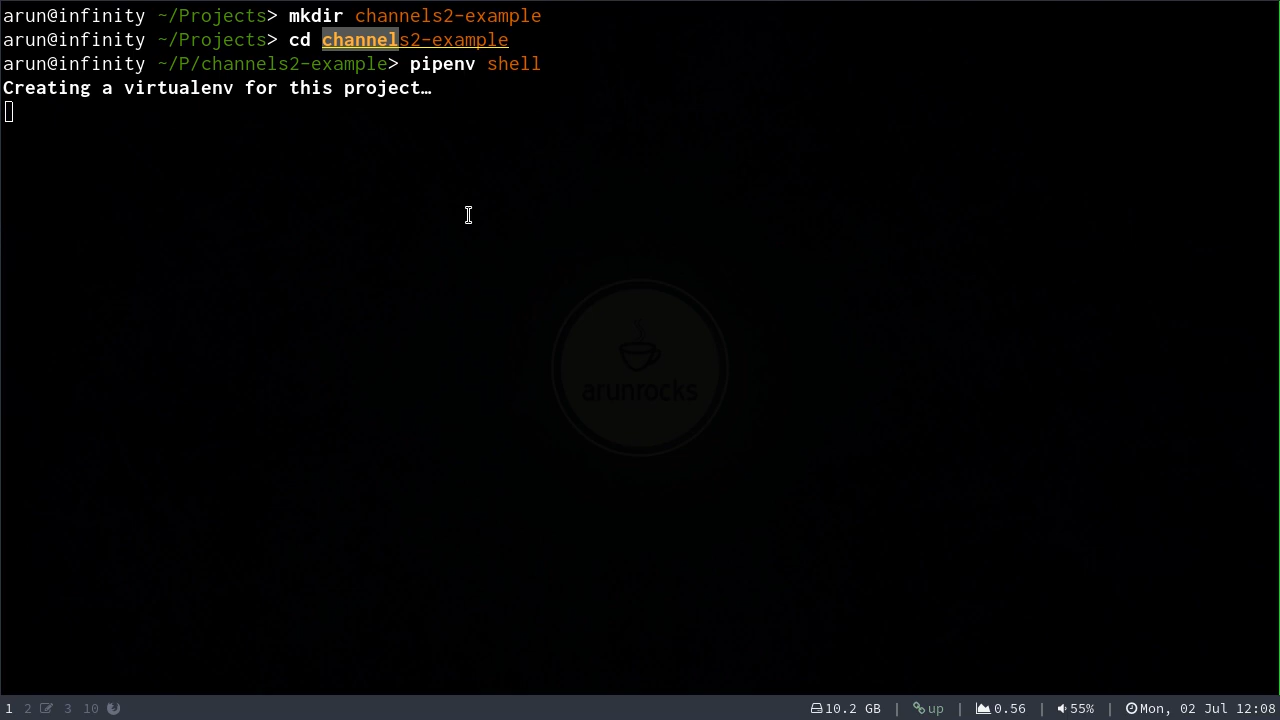 arun@infinity ~/Projects> mkdir channels2-example
arun@infinity ~/Projects> cd channels2-example
arun@infinity ~/P/channels2-example> pipenv shell
Creating a virtualenv for this project…
arunrocks
1 2 3 10 10.2 GB | up | 0.56 | 55% | Mon, 02 Jul 12:08